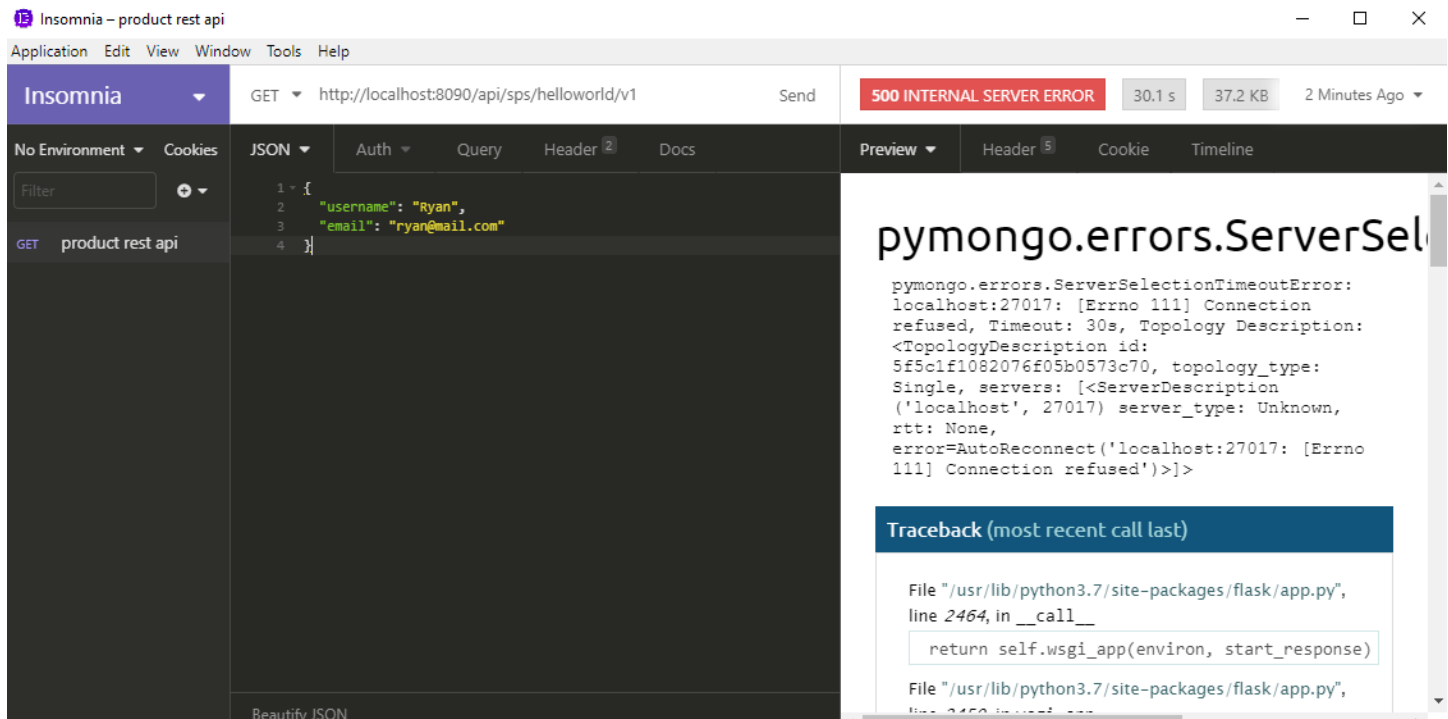 Insomnia – product rest api
Application Edit View Window Tools Help
Insomnia
GET http://localhost:8090/api/sps/helloworld/v1 Send
500 INTERNAL SERVER ERROR 30.1 s 37.2 KB 2 Minutes Ago
No Environment Cookies
JSON Auth Query Header 2 Docs
Preview Header 5 Cookie Timeline
Filter
GET product rest api
1 {
2 "username": "Ryan",
3 "email": "ryan@mail.com"
4 }
Beautify JSON
pymongo.errors.ServerSel
pymongo.errors.ServerSelectionTimeoutError:
localhost:27017: [Errno 111] Connection
refused, Timeout: 30s, Topology Description:
<TopologyDescription id:
5f5c1f1082076f05b0573c70, topology_type:
Single, servers: [<ServerDescription
('localhost', 27017) server_type: Unknown,
rtt: None,
error=AutoReconnect('localhost:27017: [Errno
111] Connection refused')>]>
Traceback (most recent call last)
File "/usr/lib/python3.7/site-packages/flask/app.py",
line 2464, in __call__
return self.wsgi_app(environ, start_response)
File "/usr/lib/python3.7/site-packages/flask/app.py",